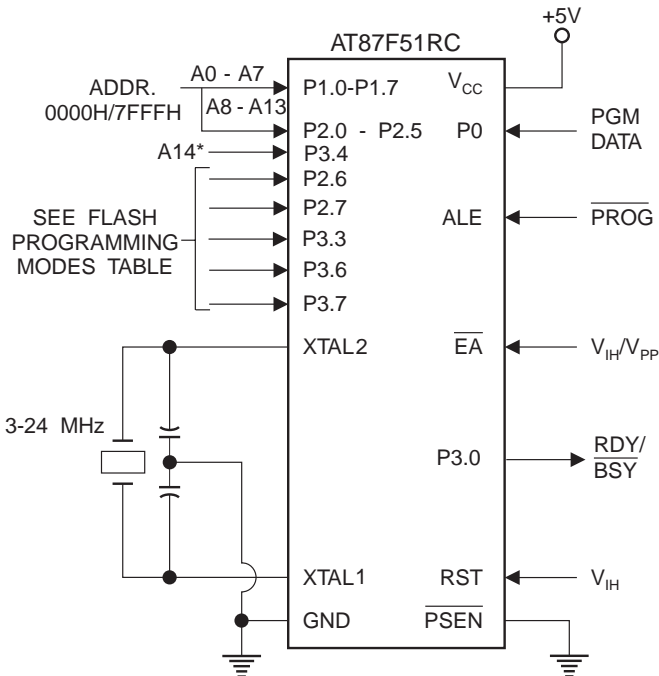 +5V
AT87F51RC
ADDR.
0000H/7FFFH
A0 - A7
P1.0-P1.7
VCC
A8 - A13
P2.0 - P2.5
P0
PGM
DATA
A14*
P3.4
P2.6
P2.7
ALE
PROG
SEE FLASH
PROGRAMMING
MODES TABLE
P3.3
P3.6
P3.7
XTAL2
EA
VIH/VPP
3-24 MHz
P3.0
RDY/
BSY
XTAL1
RST
VIH
GND
PSEN